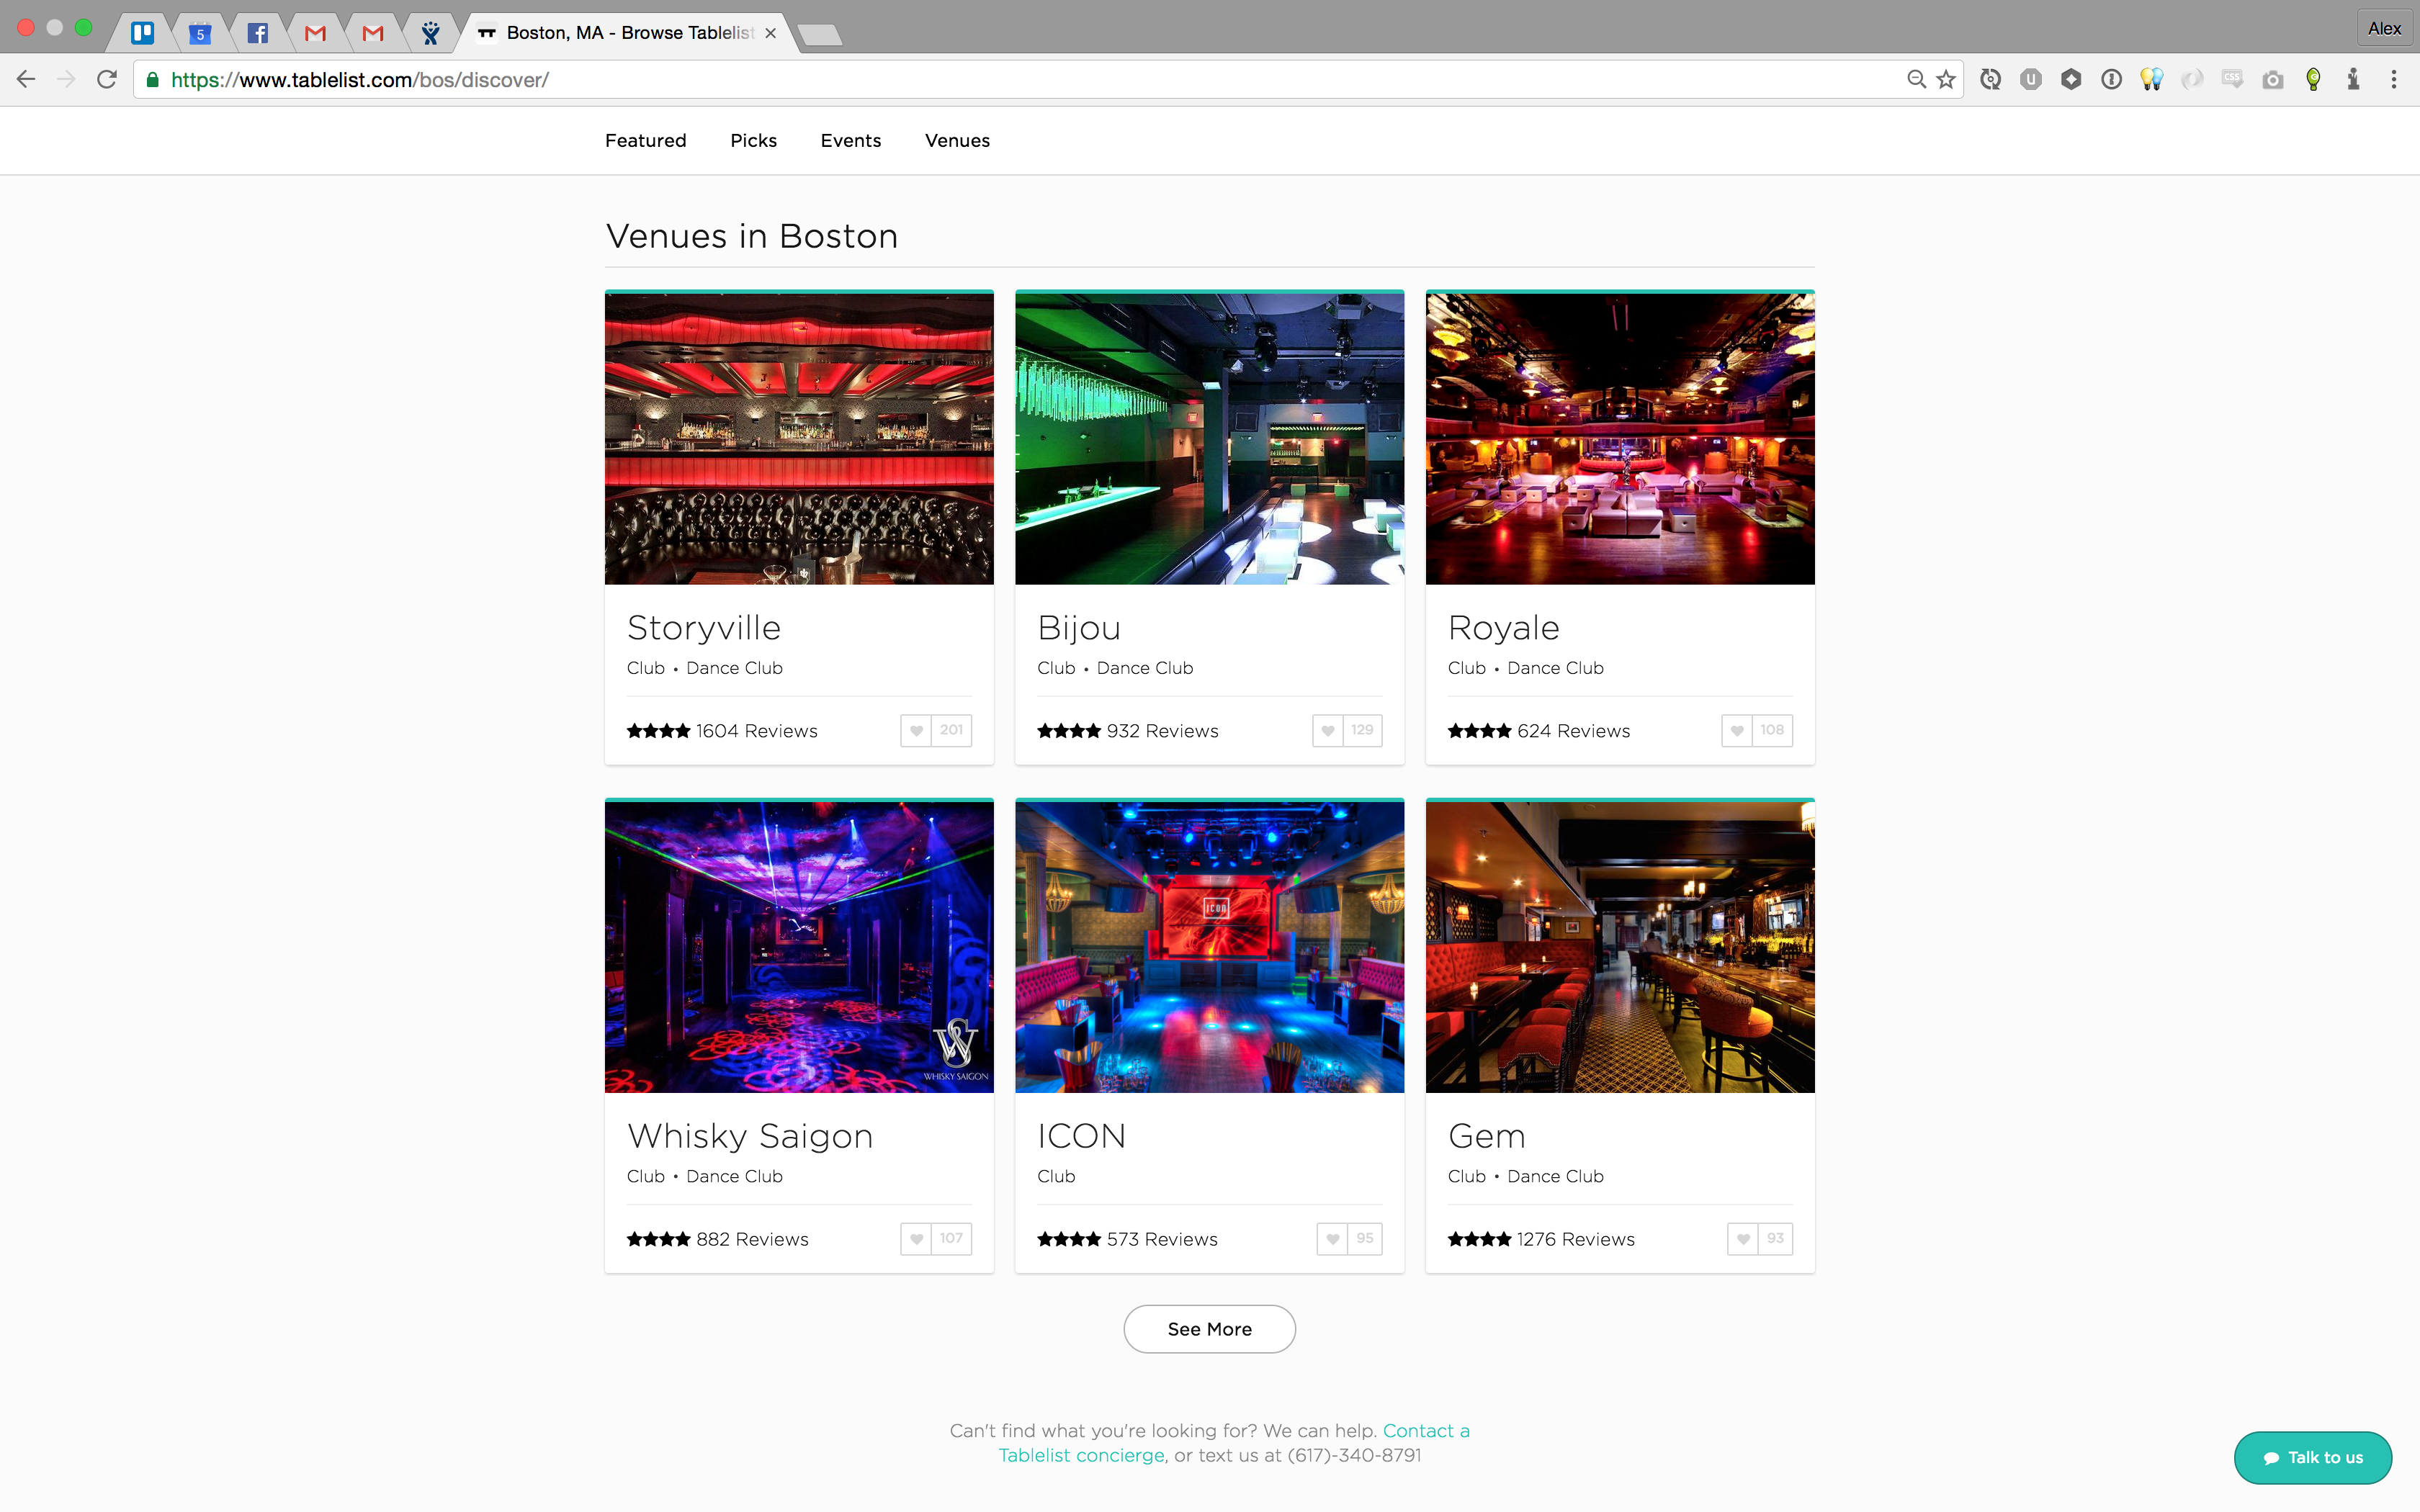 5
Boston, MA - Browse Tablelist
Alex
https://www.tablelist.com/bos/discover/
U
CSS
Featured
Picks
Events
Venues
Venues in Boston
Storyville
Club • Dance Club
1604 Reviews
201
Bijou
Club • Dance Club
932 Reviews
129
Royale
Club • Dance Club
624 Reviews
108
WS
WHISKY SAIGON
Whisky Saigon
Club • Dance Club
882 Reviews
107
ICON
ICON
Club
573 Reviews
95
Gem
Club • Dance Club
1276 Reviews
93
See More
Can't find what you're looking for? We can help. Contact a
Tablelist concierge, or text us at (617)-340-8791
Talk to us